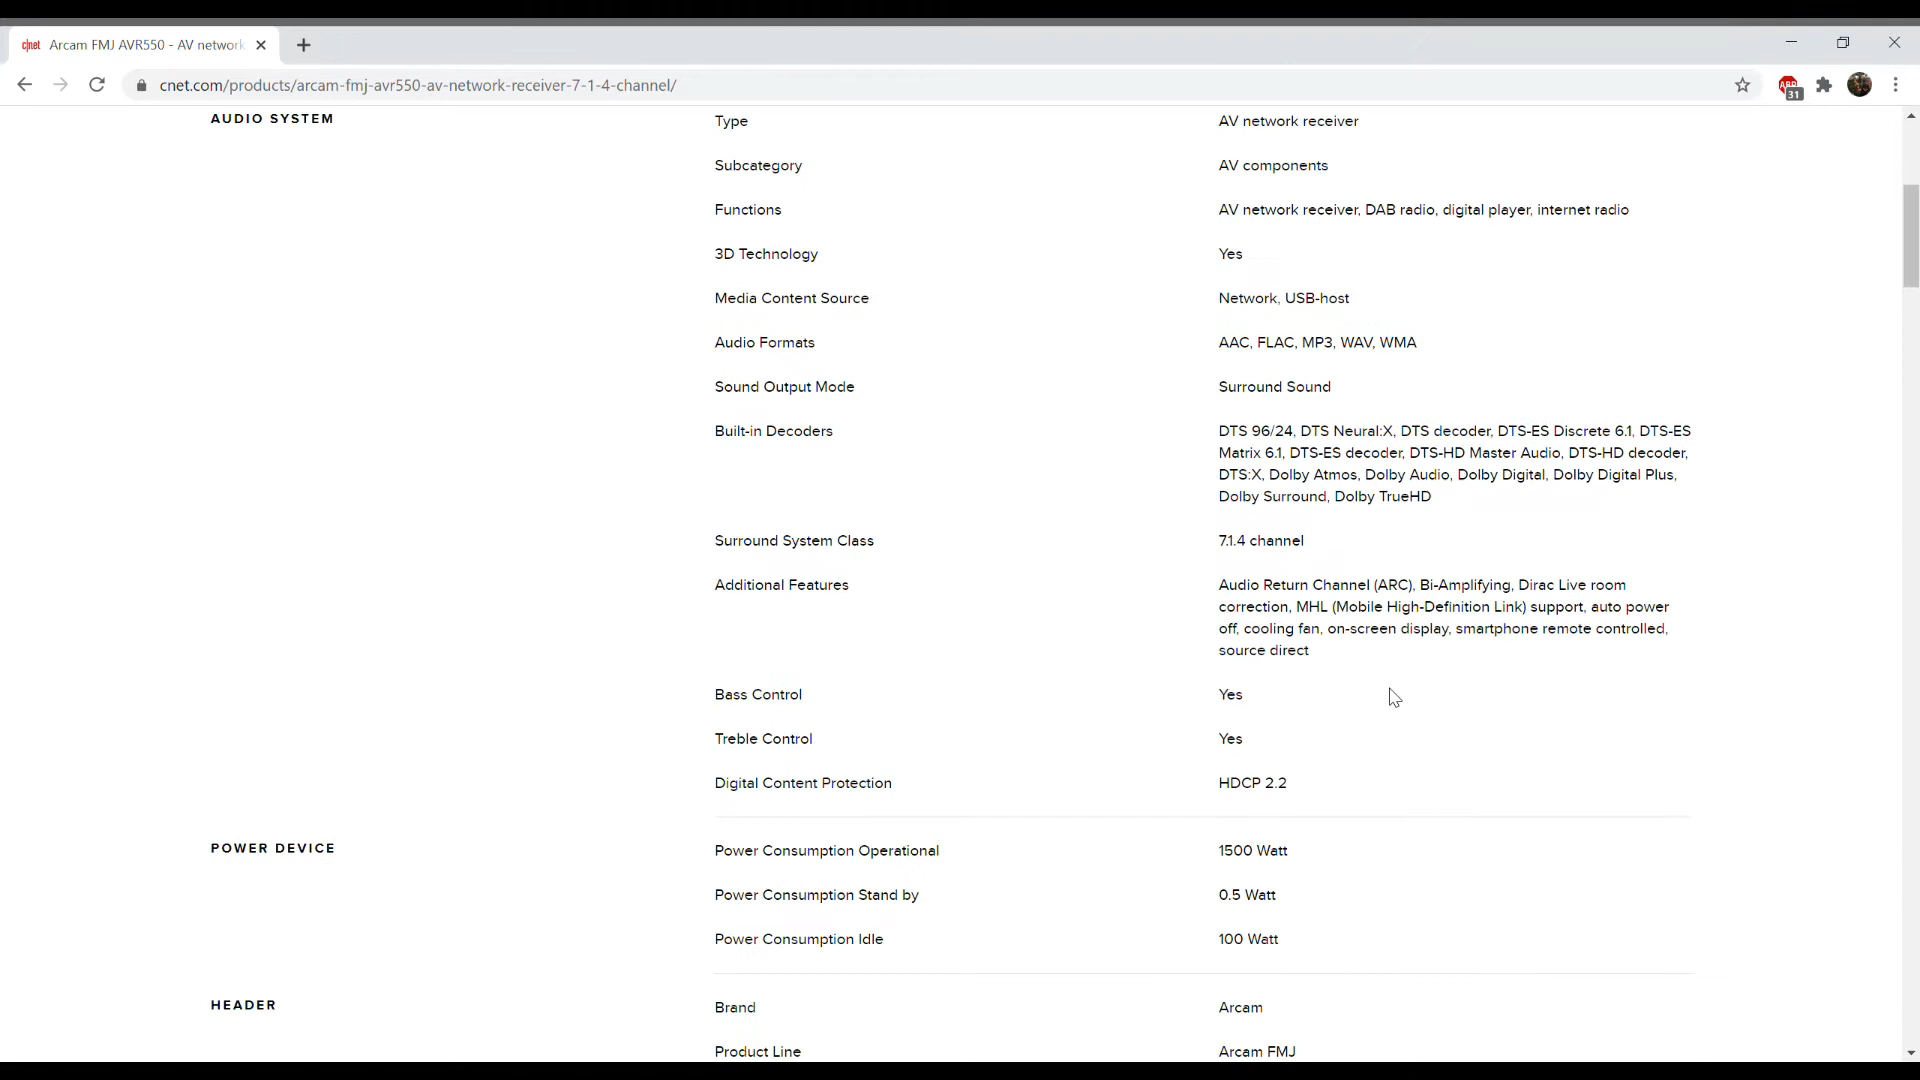 c|net Arcam FMJ AVR550 - AV network
cnet.com/products/arcam-fmj-avr550-av-network-receiver-7-1-4-channel/
ABP
31
AUDIO SYSTEM
Type AV network receiver
Subcategory AV components
Functions AV network receiver, DAB radio, digital player, internet radio
3D Technology Yes
Media Content Source Network, USB-host
Audio Formats AAC, FLAC, MP3, WAV, WMA
Sound Output Mode Surround Sound
Built-in Decoders DTS 96/24, DTS Neural:X, DTS decoder, DTS-ES Discrete 6.1, DTS-ES
Matrix 6.1, DTS-ES decoder, DTS-HD Master Audio, DTS-HD decoder,
DTS:X, Dolby Atmos, Dolby Audio, Dolby Digital, Dolby Digital Plus,
Dolby Surround, Dolby TrueHD
Surround System Class 7.1.4 channel
Additional Features Audio Return Channel (ARC), Bi-Amplifying, Dirac Live room
correction, MHL (Mobile High-Definition Link) support, auto power
off, cooling fan, on-screen display, smartphone remote controlled,
source direct
Bass Control Yes
Treble Control Yes
Digital Content Protection HDCP 2.2
POWER DEVICE
Power Consumption Operational 1500 Watt
Power Consumption Stand by 0.5 Watt
Power Consumption Idle 100 Watt
HEADER
Brand Arcam
Product Line Arcam FMJ